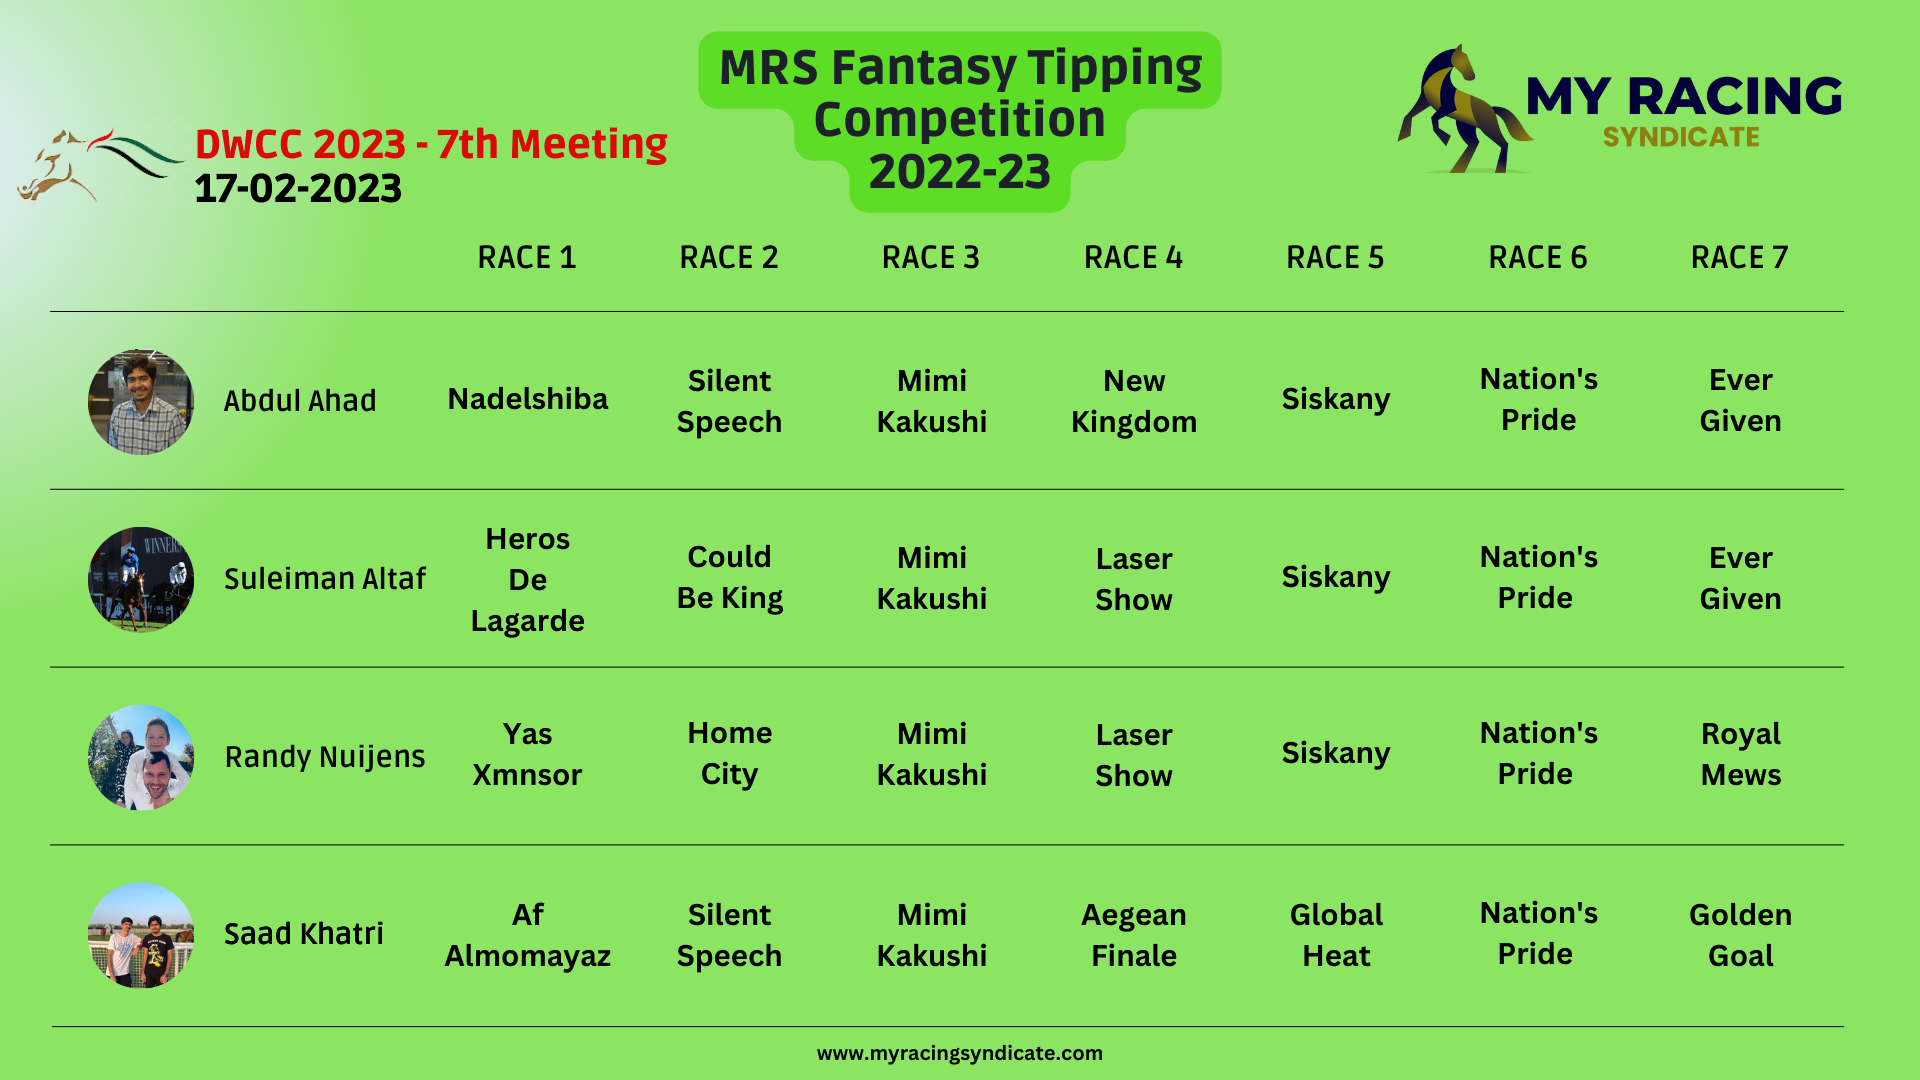 MRS Fantasy Tipping
Competition
2022-23
DWCC 2023 - 7th Meeting
17-02-2023
MY RACING
SYNDICATE
RACE 1 RACE 2 RACE 3 RACE 4 RACE 5 RACE 6 RACE 7
Abdul Ahad
Nadelshiba
Silent
Speech
Mimi
Kakushi
New
Kingdom
Siskany
Nation's
Pride
Ever
Given
WINNERS
Suleiman Altaf
Heros
De
Lagarde
Could
Be King
Mimi
Kakushi
Laser
Show
Siskany
Nation's
Pride
Ever
Given
Randy Nuijens
Yas
Xmnsor
Home
City
Mimi
Kakushi
Laser
Show
Siskany
Nation's
Pride
Royal
Mews
Saad Khatri
Af
Almomayaz
Silent
Speech
Mimi
Kakushi
Aegean
Finale
Global
Heat
Nation's
Pride
Golden
Goal
www.myracingsyndicate.com